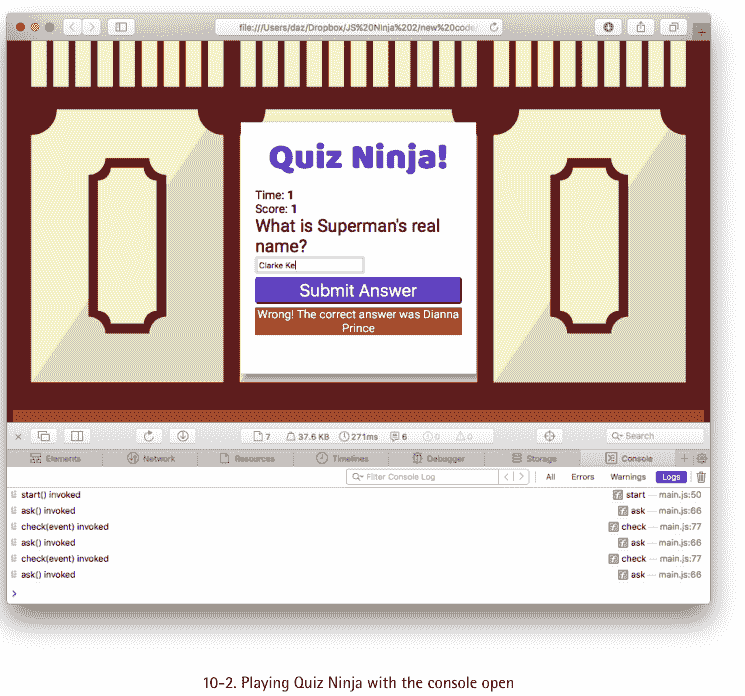 file:///Users/daz/Dropbox/JS%20Ninja%202/new%20code
Quiz Ninja!
Time: 1
Score: 1
What is Superman's real
name?
Clarke Ke
Submit Answer
Wrong! The correct answer was Dianna
Prince
7 37.6 KB 271ms 6 0 0 Search
Elements Network Resources Timelines Debugger Storage Console
Filter Console Log All Errors Warnings Logs
start() invoked start — main.js:50
ask() invoked ask — main.js:66
check(event) invoked check — main.js:77
ask() invoked ask — main.js:66
check(event) invoked check — main.js:77
ask() invoked ask — main.js:66
10-2. Playing Quiz Ninja with the console open